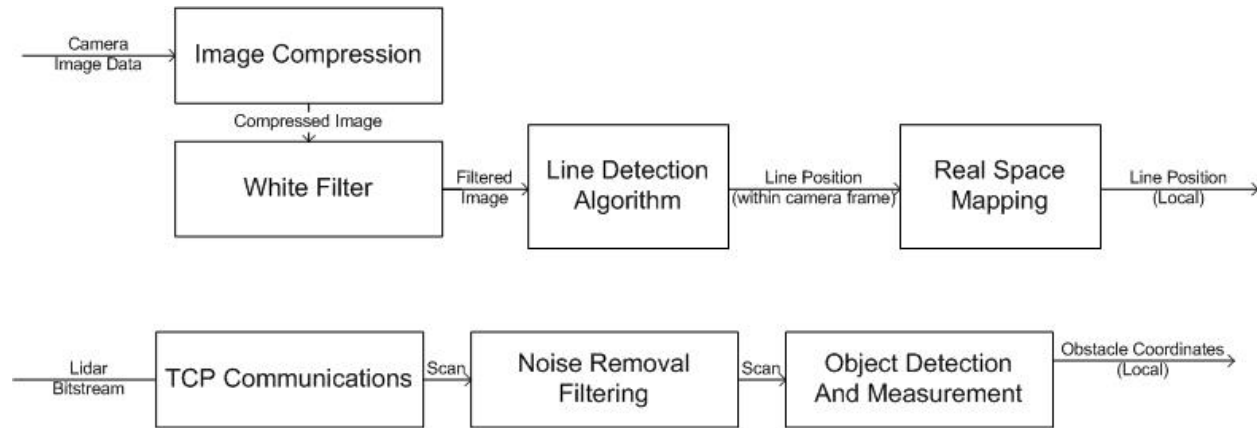 Camera
Image Data
Image Compression
Compressed Image
White Filter
Filtered
Image
Line Detection
Algorithm
Line Position
(within camera frame)
Real Space
Mapping
Line Position
(Local)
Lidar
Bitstream
TCP Communications
Scan
Noise Removal
Filtering
Scan
Object Detection
And Measurement
Obstacle Coordinates
(Local)